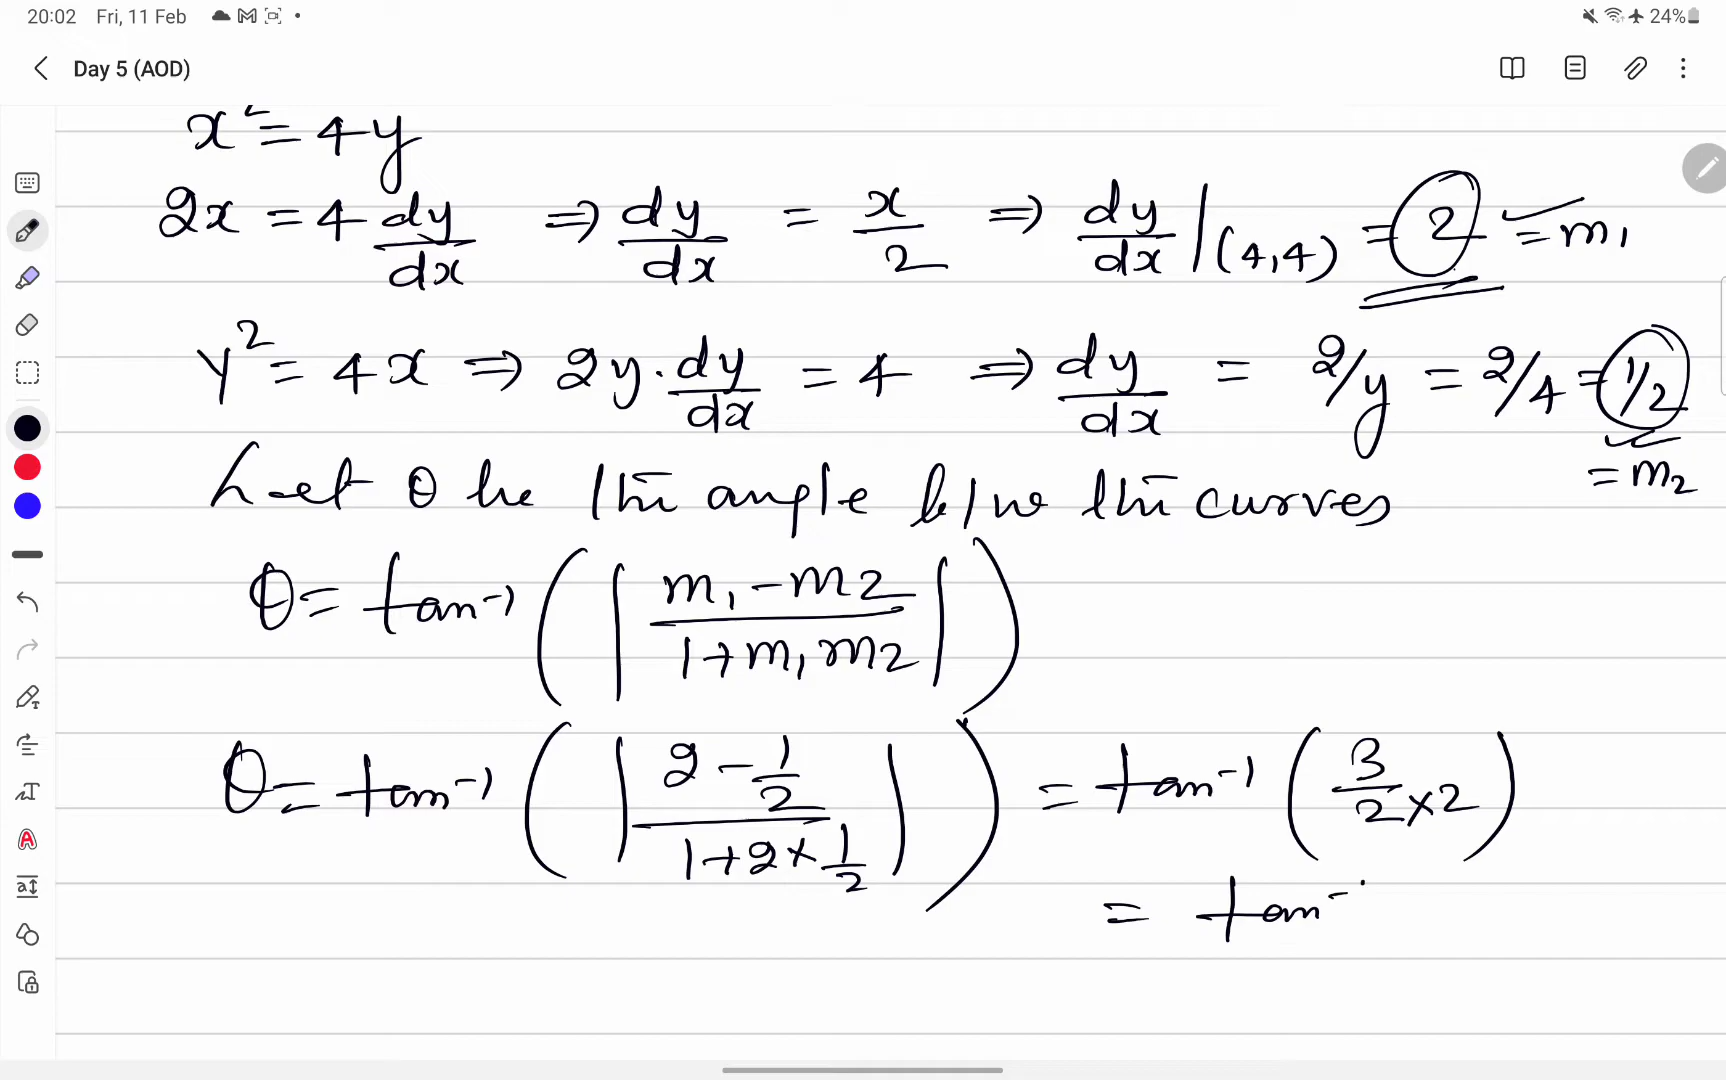 20:02 Fri, 11 Feb 24%
Day 5 (AOD)
x² = 4y
2x = 4 dy/dx ⇒ dy/dx = x/2 ⇒ dy/dx |(4,4) = 2 = m₁
y² = 4x ⇒ 2y · dy/dx = 4 ⇒ dy/dx = 2/y = 2/4 = 1/2
= m₂
Let θ be the angle b/w the curves
θ = tan⁻¹ ( | (m₁ - m₂)/(1 + m₁ m₂) | )
θ = tan⁻¹ ( | (2 - 1/2)/(1 + 2 × 1/2) | ) = tan⁻¹ ( 3/2 × 2 )
= tan⁻